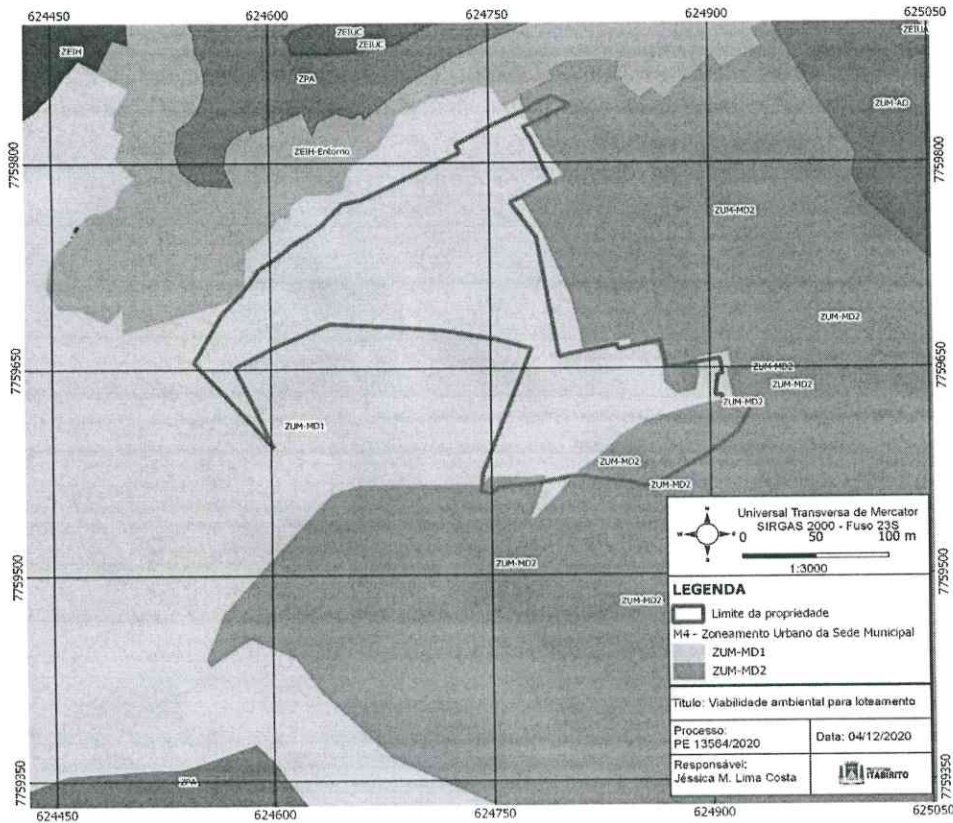 624450 624600 624750 624900 625050
ZEIH
ZEIUC
ZEIUC
ZEIUA
ZPA
ZUM-AD
ZEIH-Entorno
7759800 7759800
ZUM-MD2
ZUM-MD2
7759650 7759650
ZUM-MD2
ZUM-MD2
ZUM-MD2
ZUM-MD1
ZUM-MD2
ZUM-MD2
ZUM-MD2
ZUM-MD2
7759500 7759500
ZPA
7759350 7759350
624450 624600 624750 624900 625050
Universal Transversa de Mercator
SIRGAS 2000 - Fuso 23S
N
W
S
0 50 100 m
1:3000
LEGENDA
Limite da propriedade
M4 - Zoneamento Urbano da Sede Municipal
ZUM-MD1
ZUM-MD2
Título: Viabilidade ambiental para loteamento
Processo:
PE 13564/2020
Data: 04/12/2020
Responsável:
Jéssica M. Lima Costa
ITABIRITO